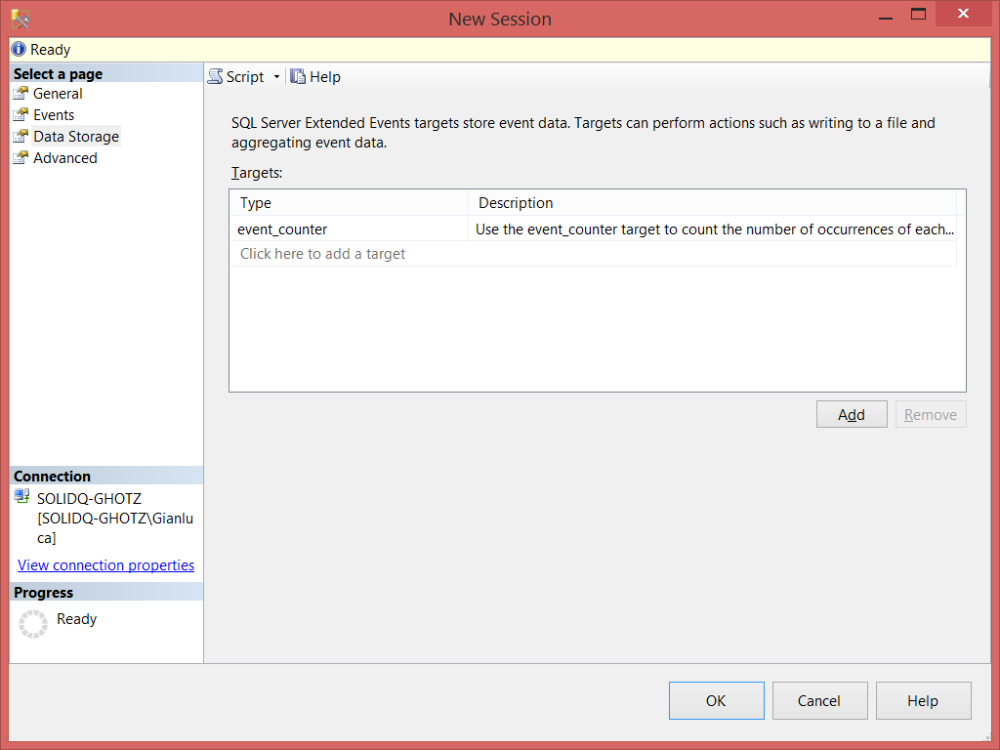 New Session
Ready
Select a page
General
Events
Data Storage
Advanced
Script
Help
SQL Server Extended Events targets store event data. Targets can perform actions such as writing to a file and
aggregating event data.
Targets:
Type Description
event_counter Use the event_counter target to count the number of occurrences of each...
Click here to add a target
Add
Remove
Connection
SOLIDQ-GHOTZ
[SOLIDQ-GHOTZ\Gianlu
ca]
View connection properties
Progress
Ready
OK
Cancel
Help